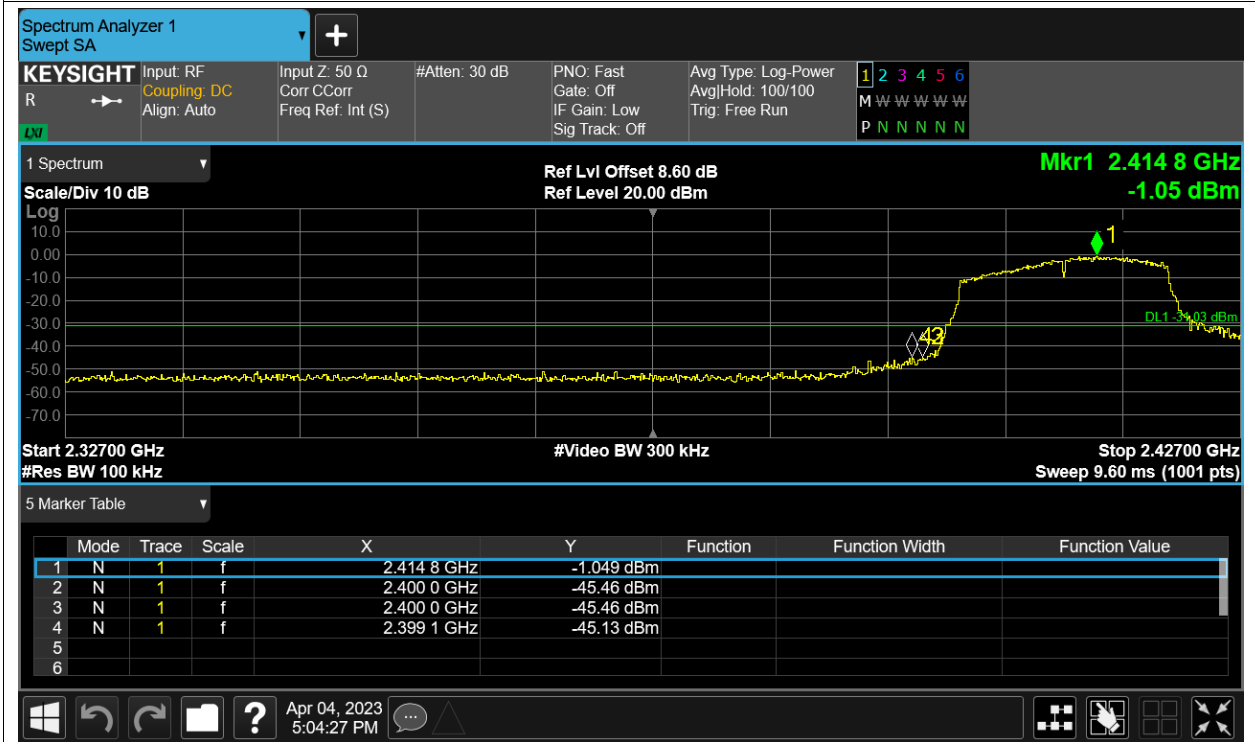 Spectrum Analyzer 1
Swept SA
KEYSIGHT
R
LXI
Input: RF
Coupling: DC
Align: Auto
Input Z: 50 Ω
Corr CCorr
Freq Ref: Int (S)
#Atten: 30 dB
PNO: Fast
Gate: Off
IF Gain: Low
Sig Track: Off
Avg Type: Log-Power
Avg|Hold: 100/100
Trig: Free Run
1 2 3 4 5 6
M W W W W W
P N N N N N
1 Spectrum
Scale/Div 10 dB
Ref Lvl Offset 8.60 dB
Ref Level 20.00 dBm
Mkr1 2.414 8 GHz
-1.05 dBm
Log
10.0
0.00
-10.0
-20.0
-30.0
-40.0
-50.0
-60.0
-70.0
1
DL1 -31.03 dBm
Start 2.32700 GHz
#Video BW 300 kHz
Stop 2.42700 GHz
#Res BW 100 kHz
Sweep 9.60 ms (1001 pts)
5 Marker Table
Mode Trace Scale X Y Function Function Width Function Value
1 N 1 f 2.414 8 GHz -1.049 dBm
2 N 1 f 2.400 0 GHz -45.46 dBm
3 N 1 f 2.400 0 GHz -45.46 dBm
4 N 1 f 2.399 1 GHz -45.13 dBm
5
6
?
Apr 04, 2023
5:04:27 PM